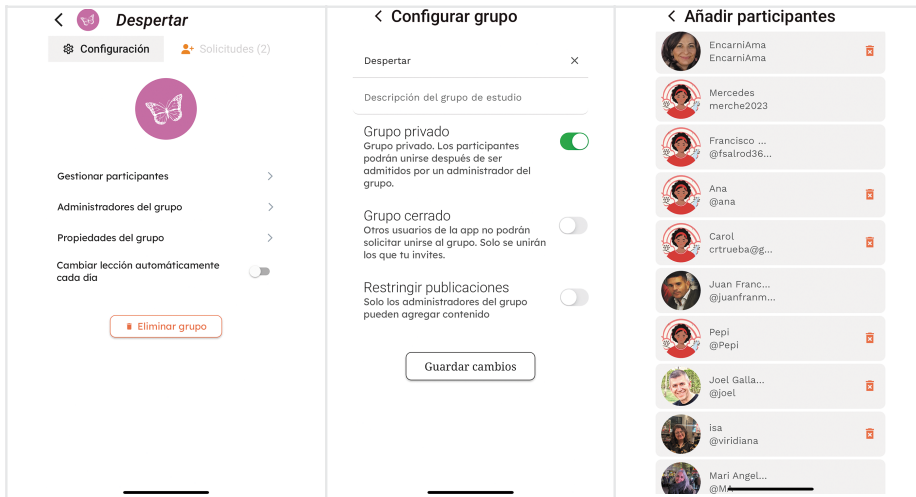 Despertar
Configuración
Solicitudes (2)
Gestionar participantes
Administradores del grupo
Propiedades del grupo
Cambiar lección automáticamente
cada día
Eliminar grupo
Configurar grupo
Despertar
Descripción del grupo de estudio
Grupo privado
Grupo privado. Los participantes
podrán unirse después de ser
admitidos por un administrador del
grupo.
Grupo cerrado
Otros usuarios de la app no podrán
solicitar unirse al grupo. Solo se unirán
los que tu invites.
Restringir publicaciones
Solo los administradores del grupo
pueden agregar contenido
Guardar cambios
Añadir participantes
EncarniAma
EncarniAma
Mercedes
merche2023
Francisco ...
@fsalrod36...
Ana
@ana
Carol
crtrueba@g...
Juan Franc...
@juanfranm...
Pepi
@Pepi
Joel Galla...
@joel
isa
@viridiana
Mari Angel...